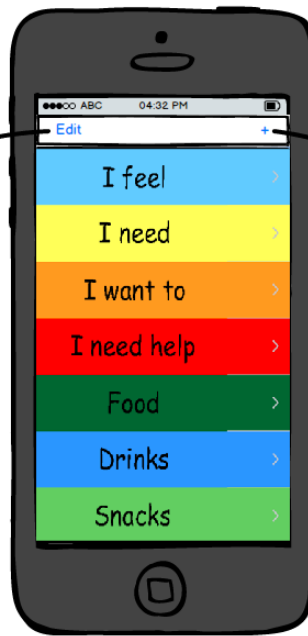 ABC 04:32 PM
Edit +
I feel
I need
I want to
I need help
Food
Drinks
Snacks